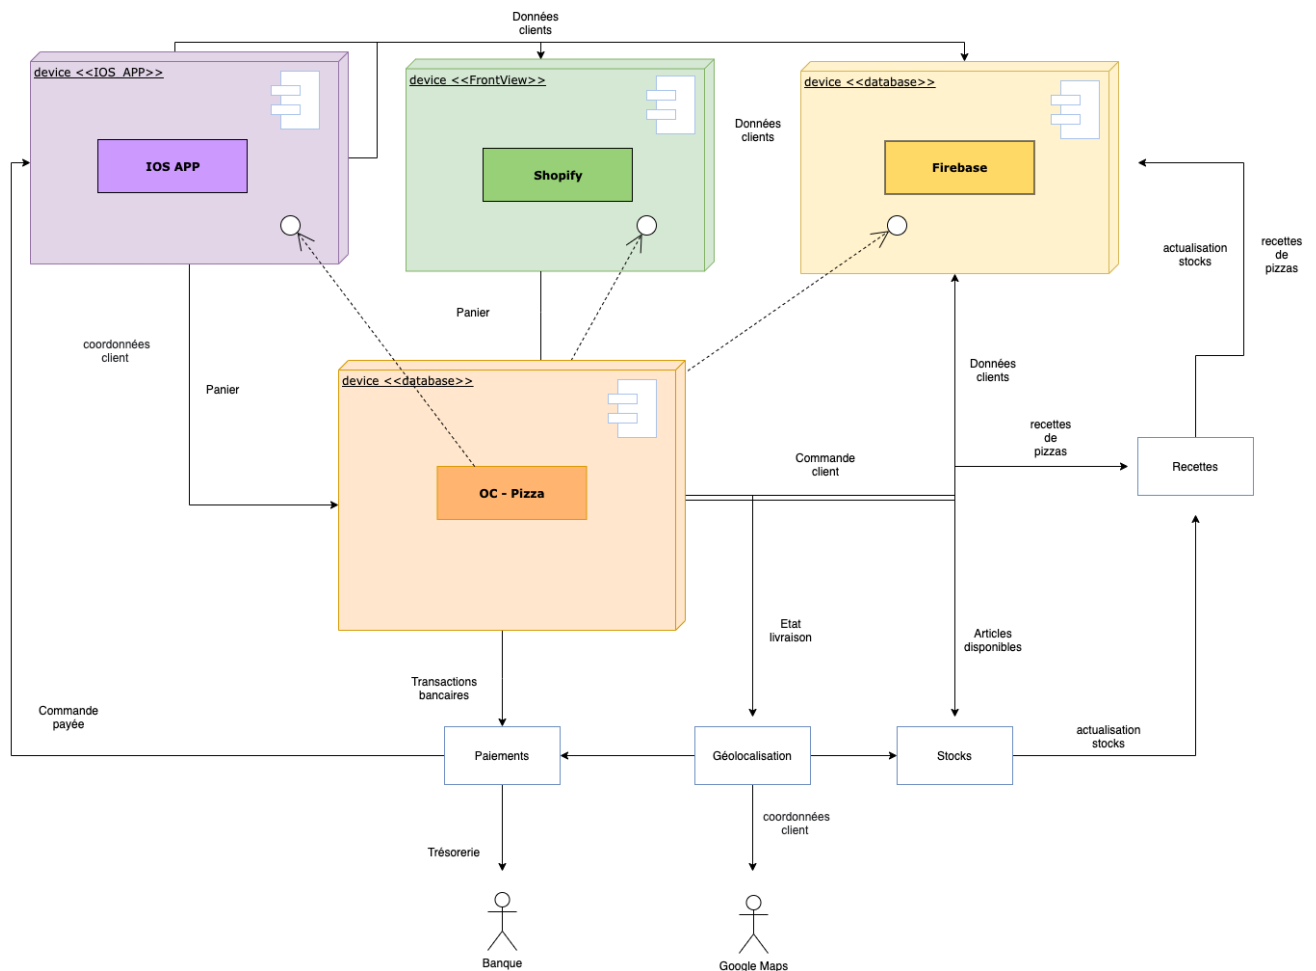 Données
clients
device <<IOS_APP>>
device <<FrontView>>
device <<database>>
IOS APP
Shopify
Données
clients
Firebase
actualisation
stocks
recettes
de
pizzas
Panier
coordonnées
client
Panier
device <<database>>
Données
clients
recettes
de
pizzas
Commande
client
Recettes
OC - Pizza
Etat
livraison
Articles
disponibles
Transactions
bancaires
Commande
payée
actualisation
stocks
Paiements
Géolocalisation
Stocks
coordonnées
client
Trésorerie
Banque
Google Maps